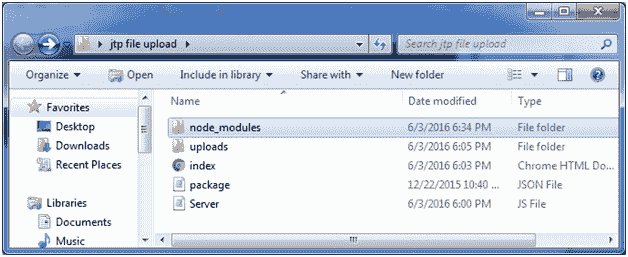 jtp file upload
Search jtp file upload
Organize Open Include in library Share with New folder
Favorites
Desktop
Downloads
Recent Places
Libraries
Documents
Music
Name Date modified Type
node_modules 6/3/2016 6:34 PM File folder
uploads 6/3/2016 6:05 PM File folder
index 6/3/2016 6:03 PM Chrome HTML Do...
package 12/22/2015 10:40 ... JSON File
Server 6/3/2016 6:00 PM JS File